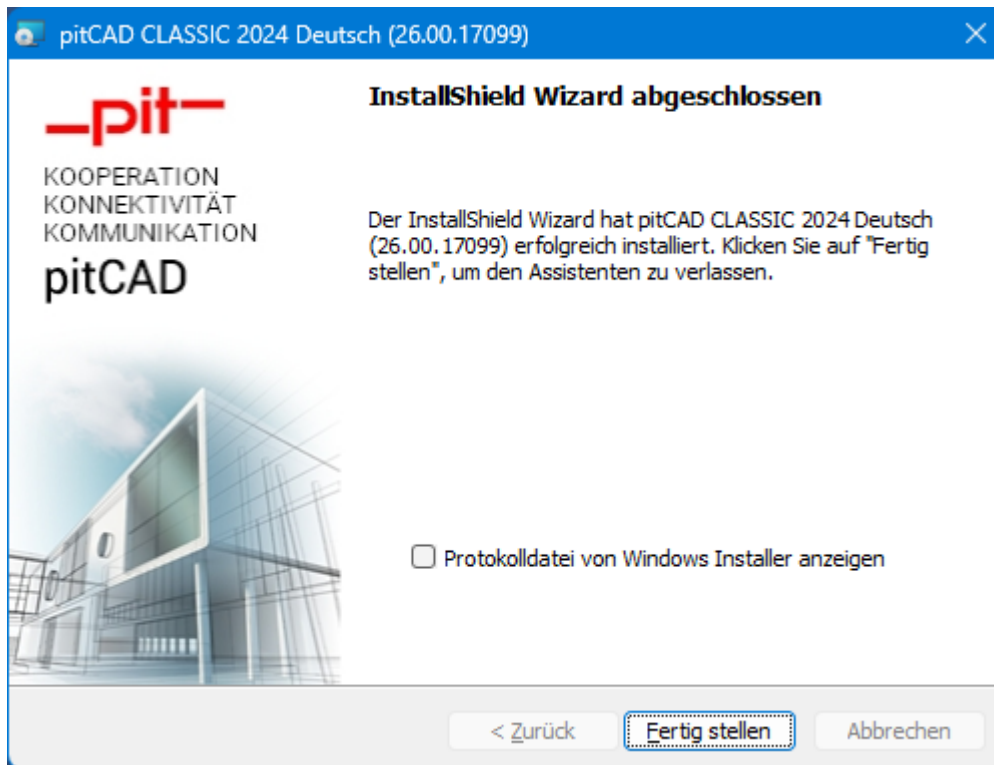 pitCAD CLASSIC 2024 Deutsch (26.00.17099)
pit
KOOPERATION
KONNEKTIVITÄT
KOMMUNIKATION
pitCAD
InstallShield Wizard abgeschlossen
Der InstallShield Wizard hat pitCAD CLASSIC 2024 Deutsch
(26.00.17099) erfolgreich installiert. Klicken Sie auf "Fertig
stellen", um den Assistenten zu verlassen.
Protokolldatei von Windows Installer anzeigen
< Zurück
Fertig stellen
Abbrechen